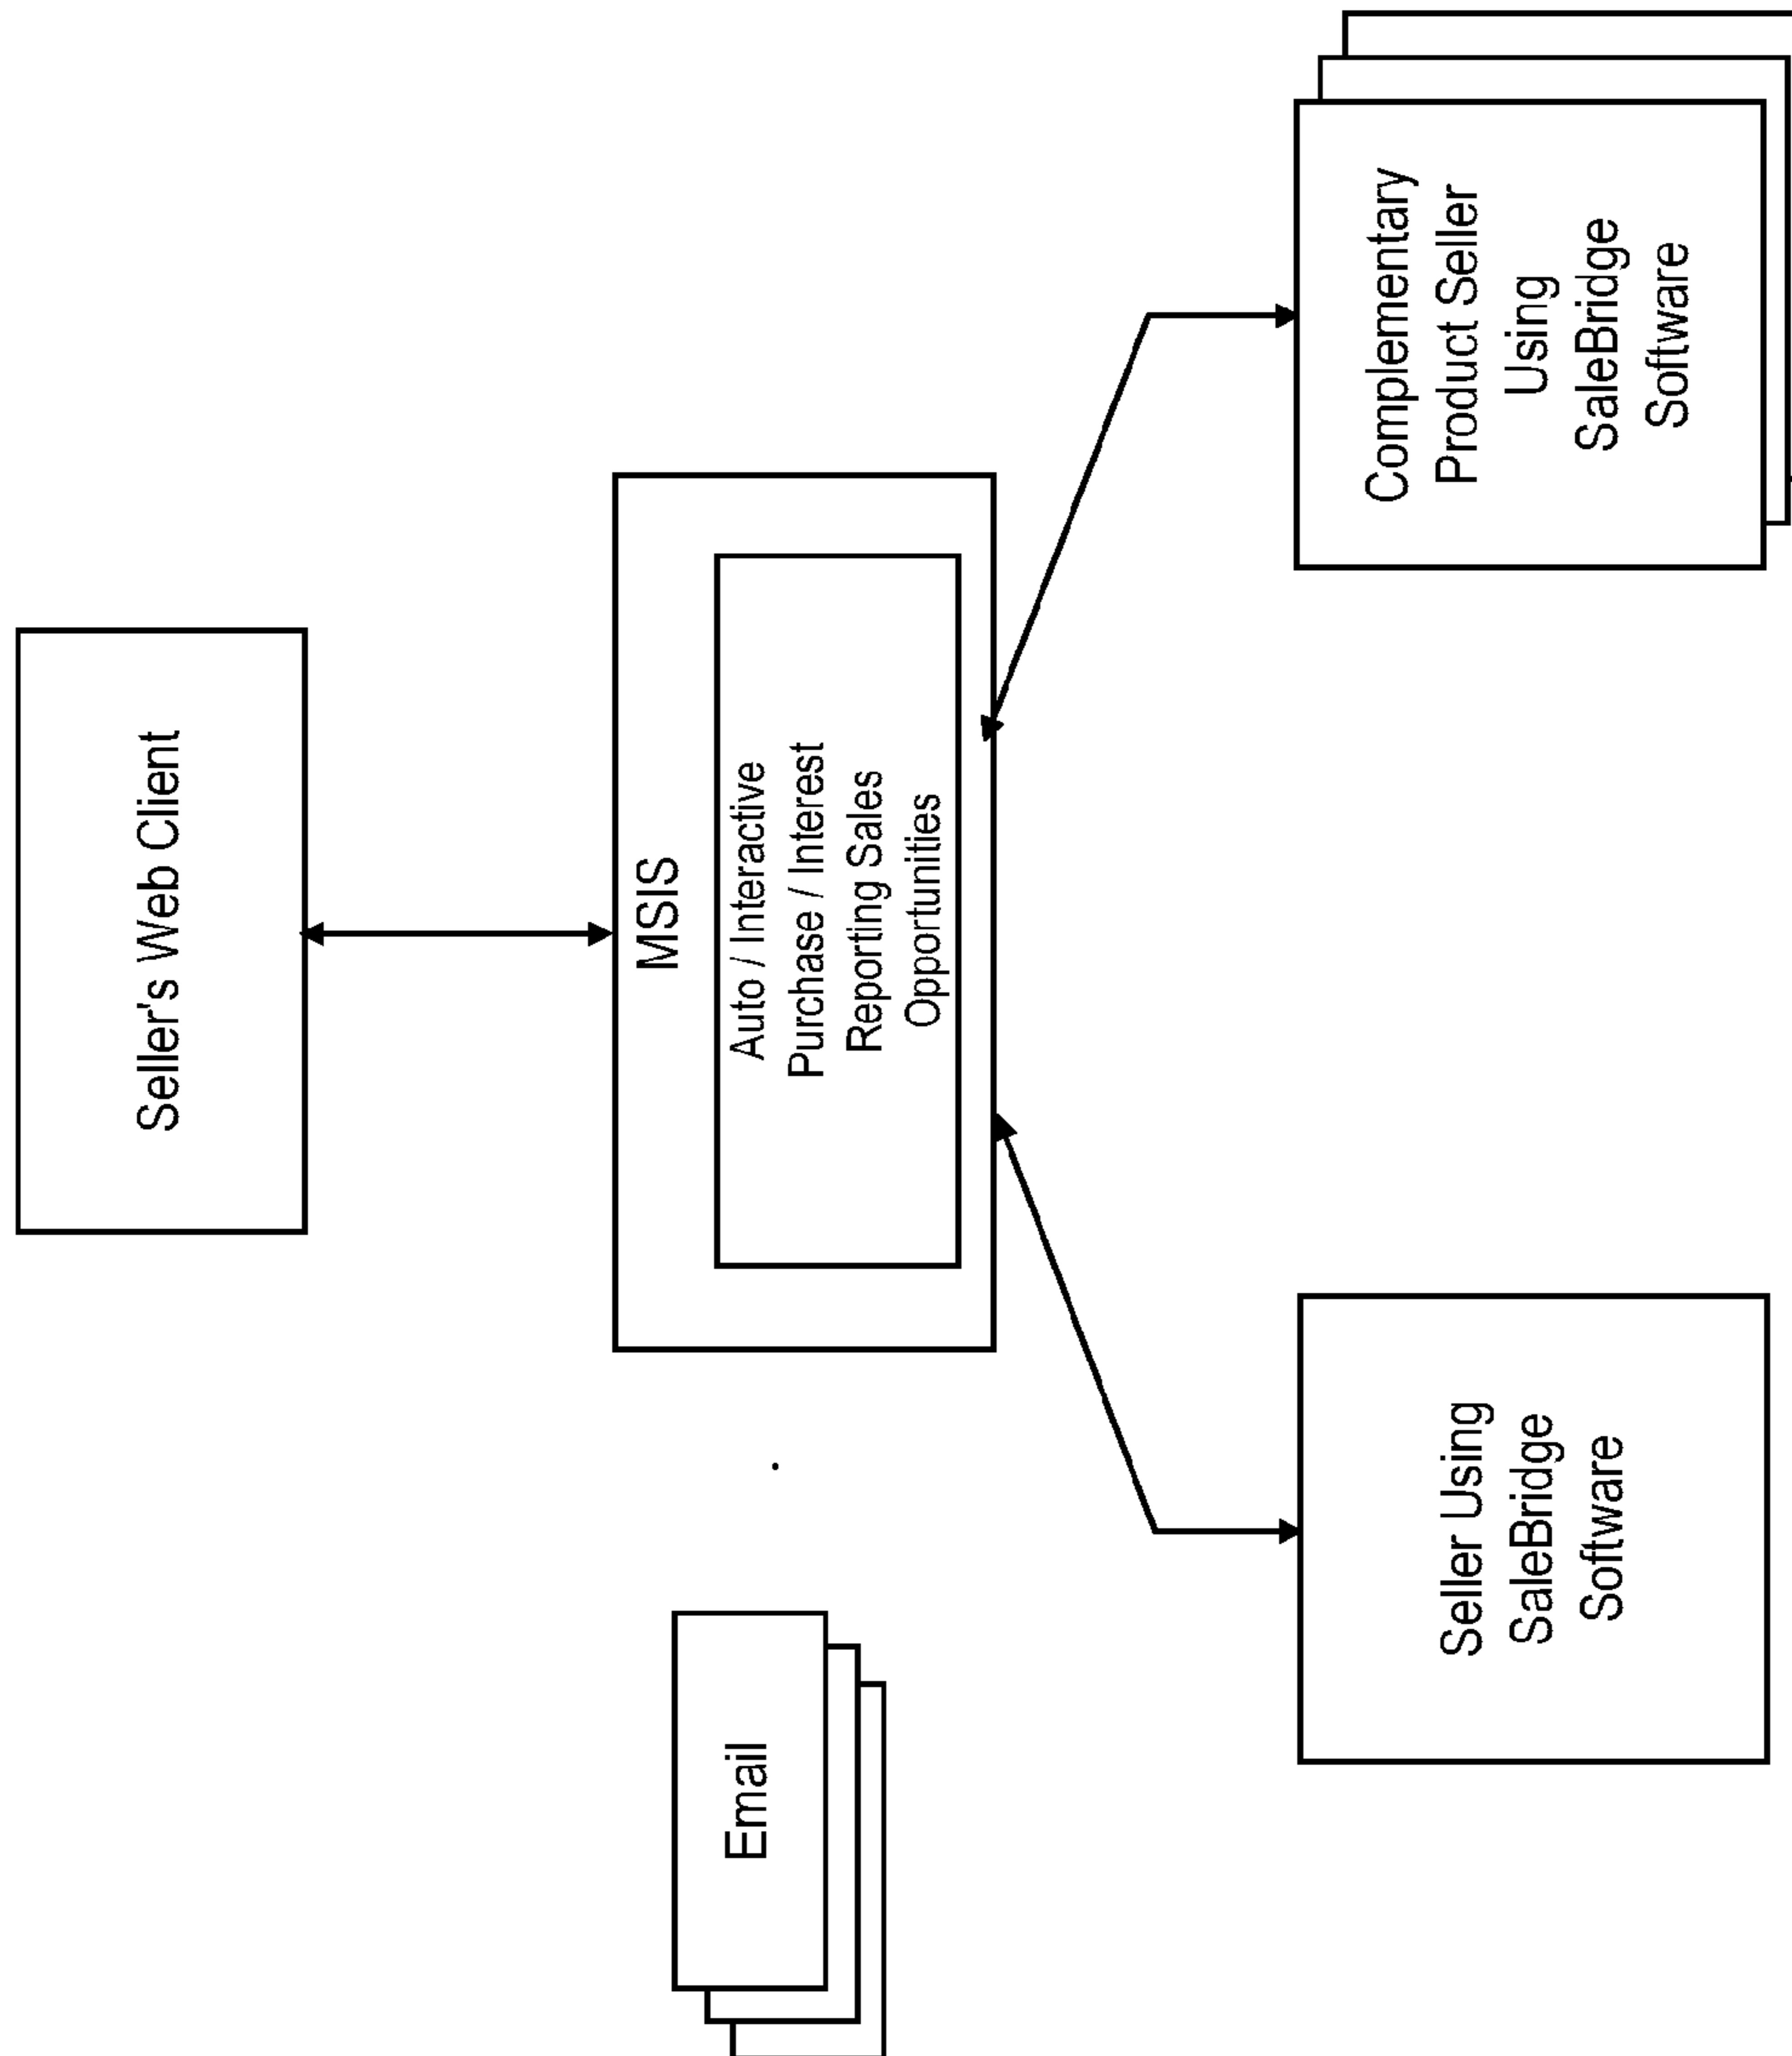 Seller's Web Client
MSIS
Auto / Interactive
Purchase / Interest
Reporting Sales
Opportunities
Email
Seller Using
SaleBridge
Software
Complementary
Product Seller
Using
SaleBridge
Software